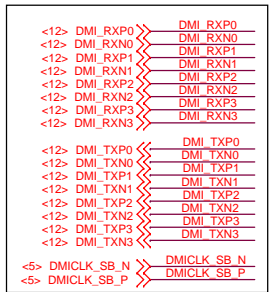 <12> DMI_RXP0 DMI_RXP0
<12> DMI_RXN0 DMI_RXN0
<12> DMI_RXP1 DMI_RXP1
<12> DMI_RXN1 DMI_RXN1
<12> DMI_RXP2 DMI_RXP2
<12> DMI_RXN2 DMI_RXN2
<12> DMI_RXP3 DMI_RXP3
<12> DMI_RXN3 DMI_RXN3
<12> DMI_TXP0 DMI_TXP0
<12> DMI_TXN0 DMI_TXN0
<12> DMI_TXP1 DMI_TXP1
<12> DMI_TXN1 DMI_TXN1
<12> DMI_TXP2 DMI_TXP2
<12> DMI_TXN2 DMI_TXN2
<12> DMI_TXP3 DMI_TXP3
<12> DMI_TXN3 DMI_TXN3
<5> DMICLK_SB_N DMICLK_SB_N
<5> DMICLK_SB_P DMICLK_SB_P